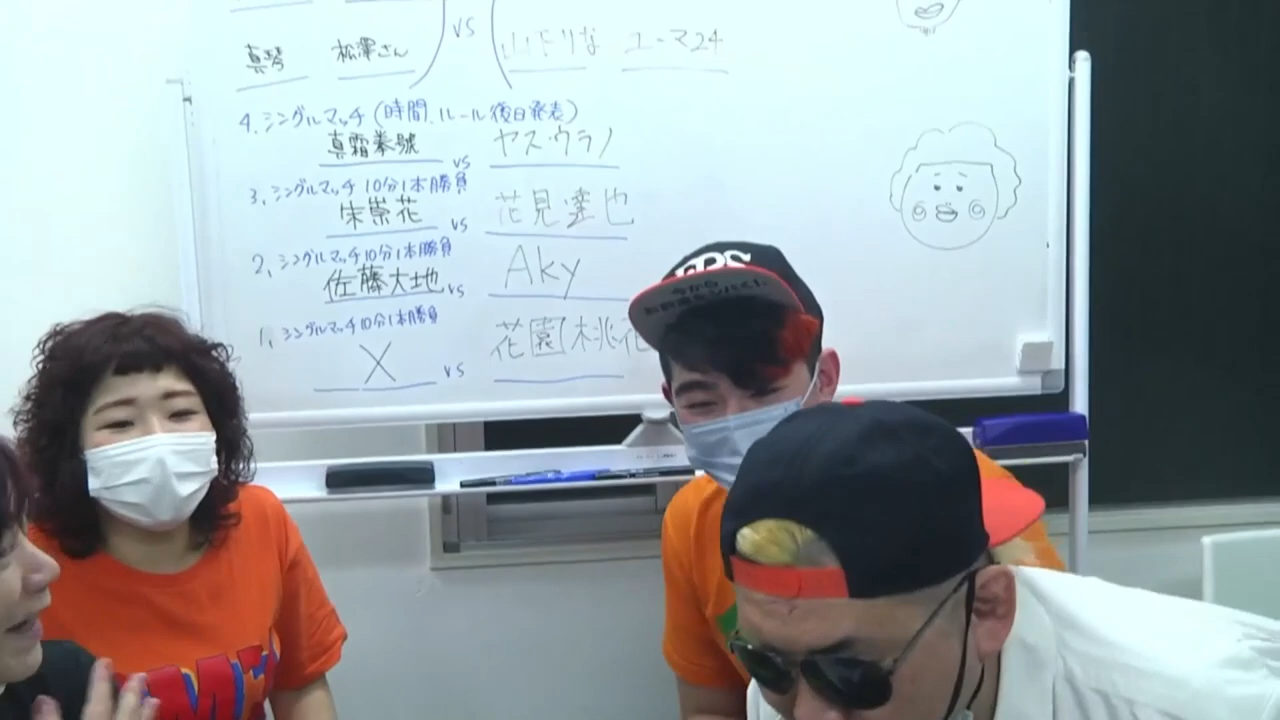 VS
真琴 松澤さん 山下りな ユーマ24
4. シングルマッチ (時間、ルール後日発表)
真霜拳號 vs ヤス・ウラノ
3. シングルマッチ 10分1本勝負
朱崇花 vs 花見達也
2. シングルマッチ 10分1本勝負
佐藤大地 vs Aky
1. シングルマッチ 10分1本勝負
X vs 花園桃花